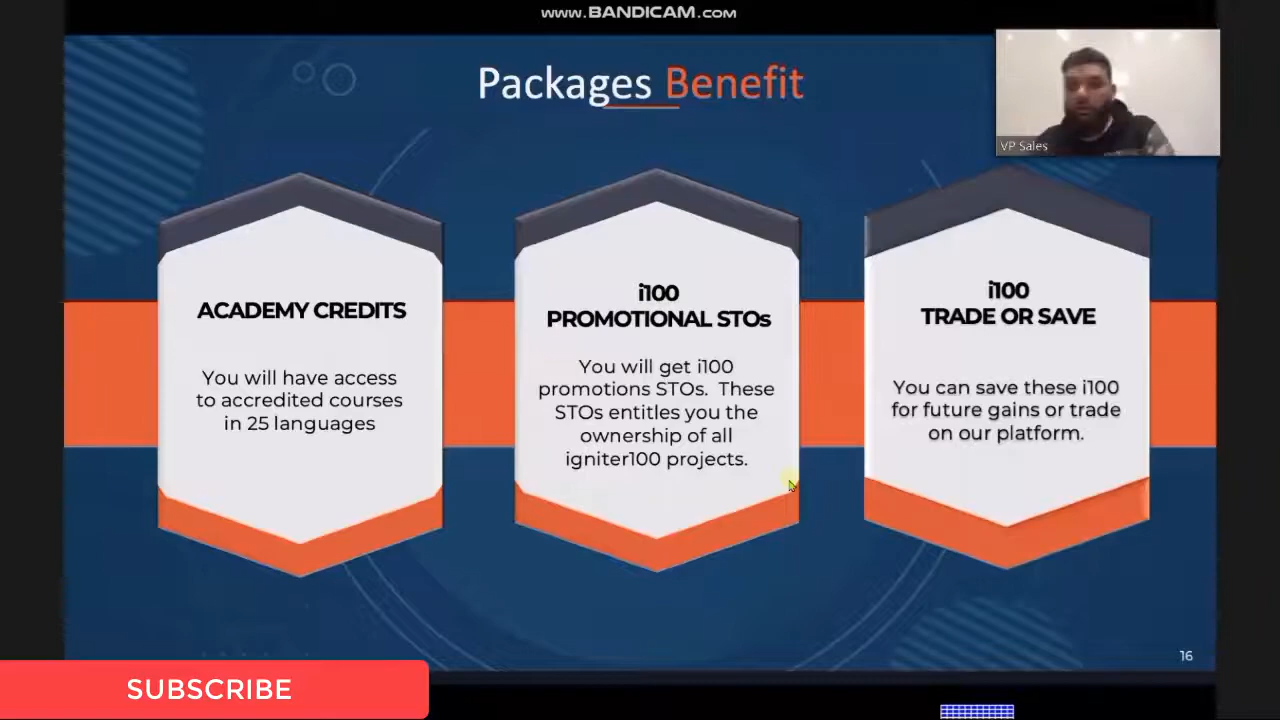 www.BANDICAM.com
Packages Benefit
VP Sales
ACADEMY CREDITS
You will have access
to accredited courses
in 25 languages
i100
PROMOTIONAL STOs
You will get i100
promotions STOs. These
STOs entitles you the
ownership of all
igniter100 projects.
i100
TRADE OR SAVE
You can save these i100
for future gains or trade
on our platform.
16
SUBSCRIBE